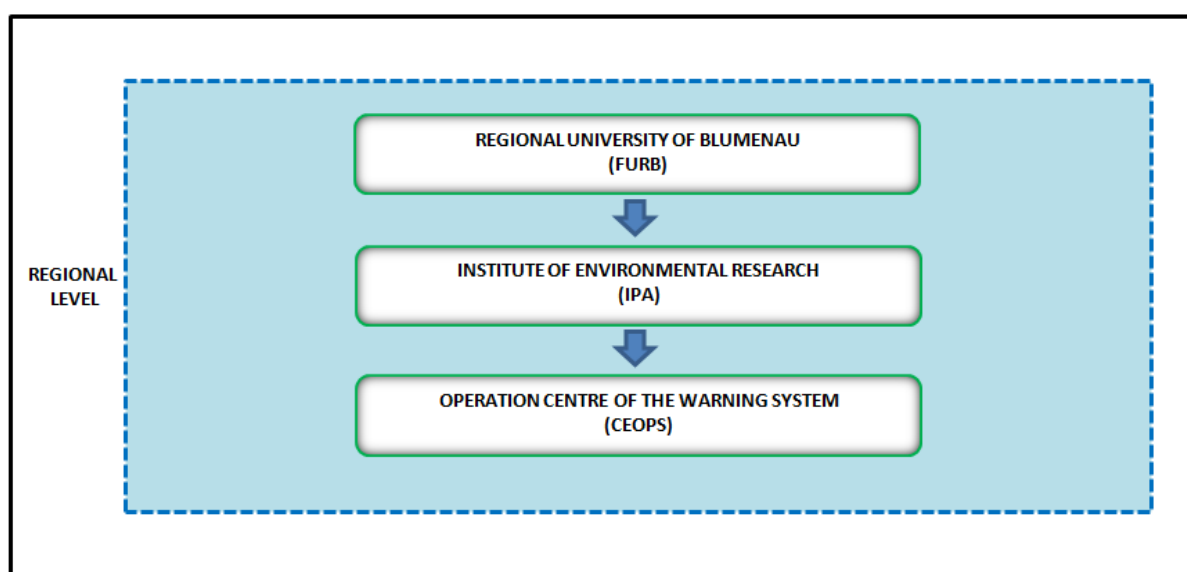 REGIONAL UNIVERSITY OF BLUMENAU
(FURB)
REGIONAL
LEVEL
INSTITUTE OF ENVIRONMENTAL RESEARCH
(IPA)
OPERATION CENTRE OF THE WARNING SYSTEM
(CEOPS)